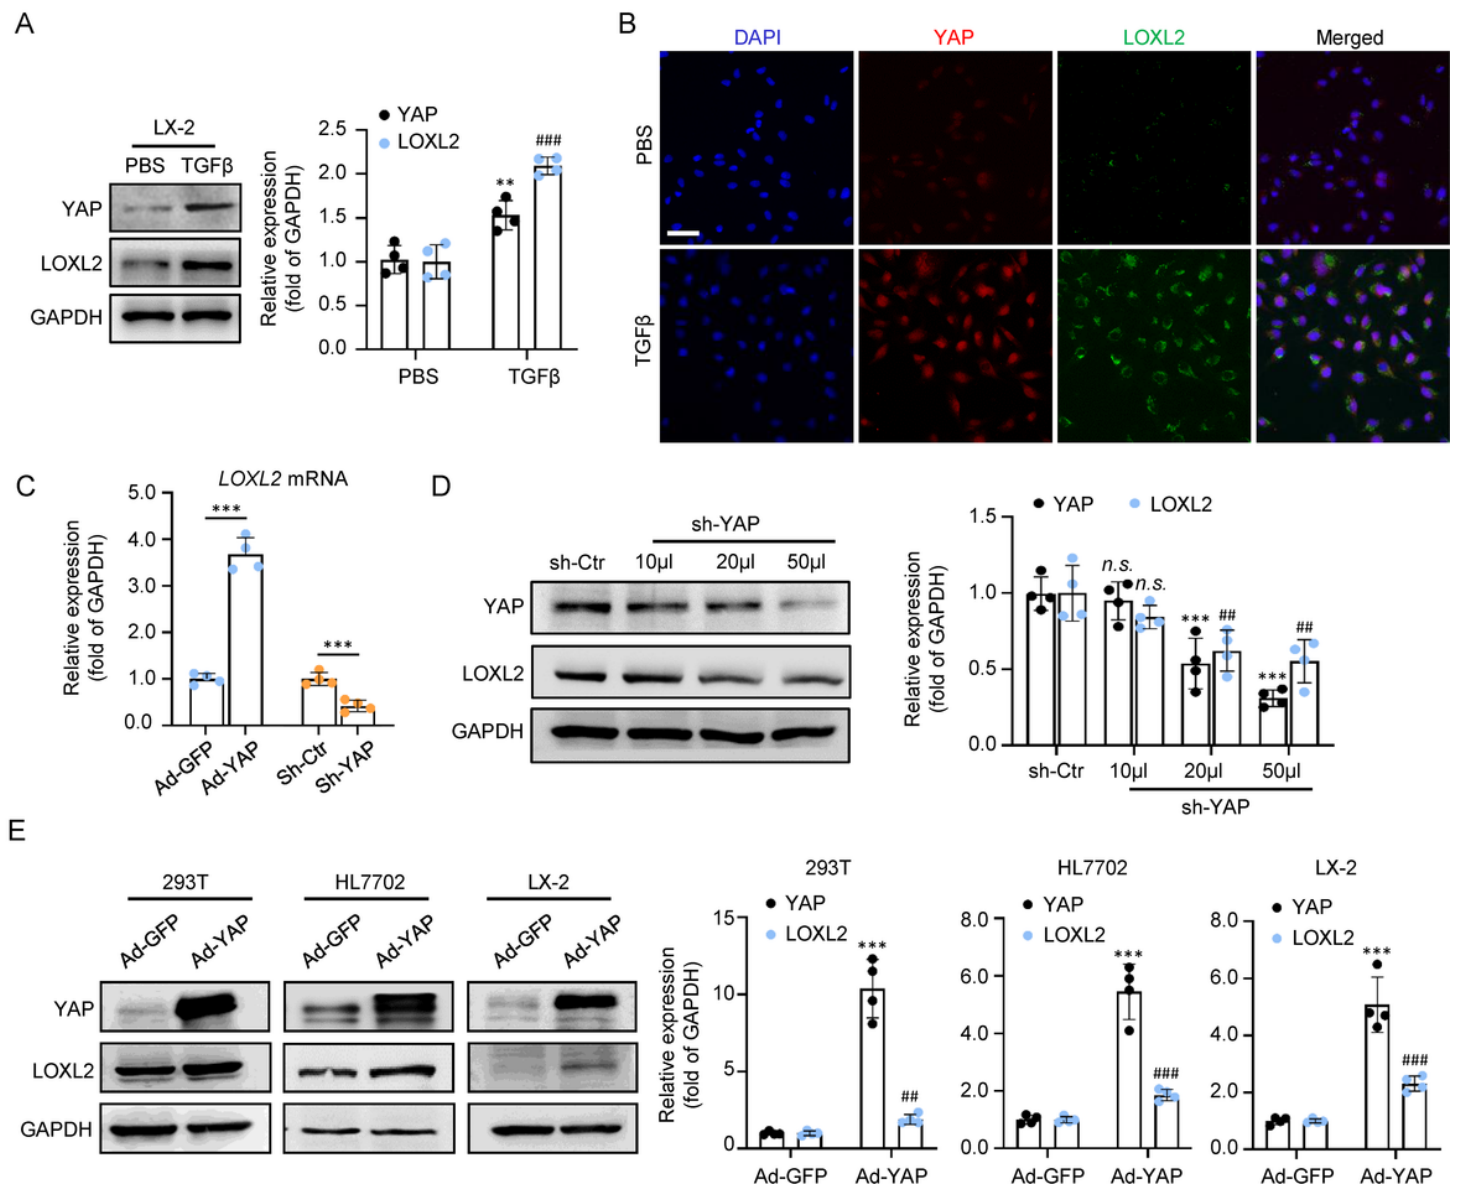 A
LX-2
PBS TGFβ
YAP
LOXL2
GAPDH
YAP
LOXL2
Relative expression
(fold of GAPDH)
2.5
2.0
1.5
1.0
0.5
0.0
**
###
PBS
TGFβ
B
DAPI
YAP
LOXL2
Merged
PBS
TGFβ
C
LOXL2 mRNA
Relative expression
(fold of GAPDH)
5.0
4.0
3.0
2.0
1.0
0.0
***
***
Ad-GFP
Ad-YAP
Sh-Ctr
Sh-YAP
D
sh-YAP
sh-Ctr 10μl 20μl 50μl
YAP
LOXL2
GAPDH
YAP
LOXL2
Relative expression
(fold of GAPDH)
1.5
1.0
0.5
0.0
n.s.
n.s.
***
##
***
##
sh-Ctr 10μl 20μl 50μl
sh-YAP
E
293T
HL7702
LX-2
Ad-GFP
Ad-YAP
Ad-GFP
Ad-YAP
Ad-GFP
Ad-YAP
YAP
LOXL2
GAPDH
293T
YAP
LOXL2
Relative expression
(fold of GAPDH)
15
10
5
0
***
##
Ad-GFP Ad-YAP
HL7702
YAP
LOXL2
8.0
6.0
4.0
2.0
0.0
***
###
Ad-GFP Ad-YAP
LX-2
YAP
LOXL2
8.0
6.0
4.0
2.0
0.0
***
###
Ad-GFP Ad-YAP